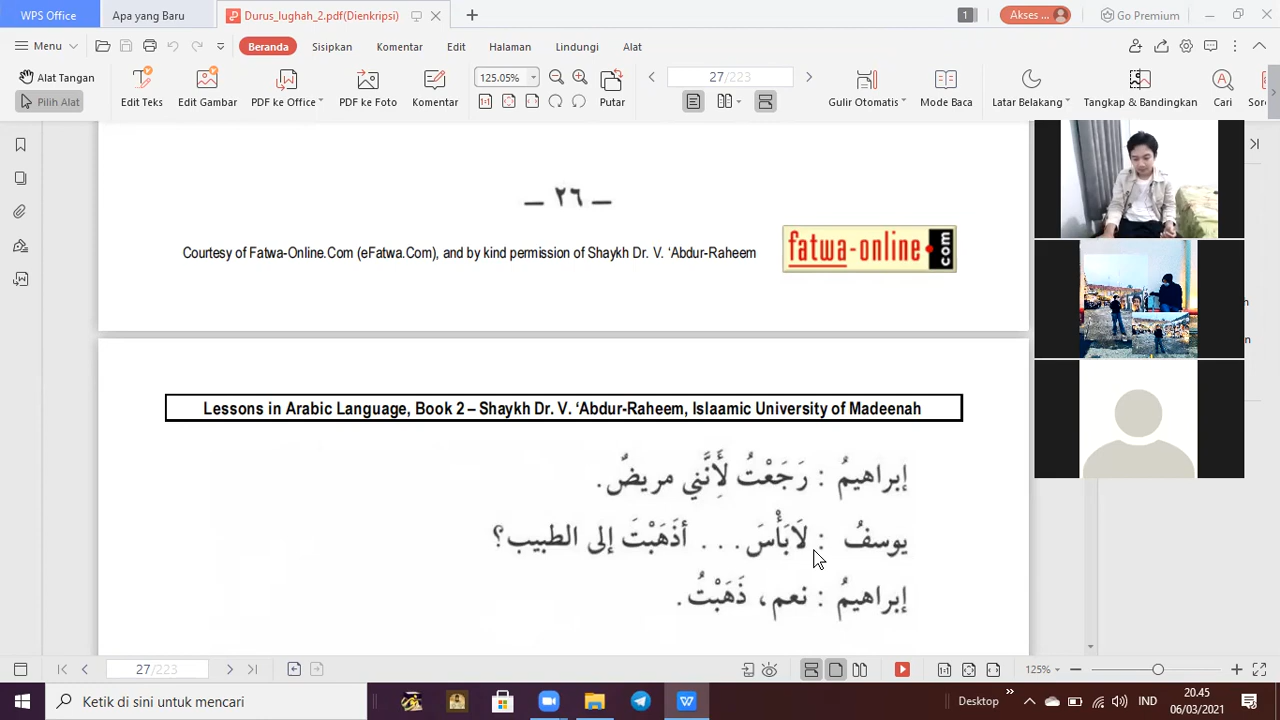 WPS Office
Apa yang Baru
Durus_lughah_2.pdf(Dienkripsi)
1
Akses ...
Go Premium
Menu
Beranda
Sisipkan
Komentar
Edit
Halaman
Lindungi
Alat
Alat Tangan
Pilih Alat
Edit Teks
Edit Gambar
PDF ke Office
PDF ke Foto
Komentar
125.05%
Putar
27/223
Gulir Otomatis
Mode Baca
Latar Belakang
Tangkap & Bandingkan
Cari
– ٢٦ –
Courtesy of Fatwa-Online.Com (eFatwa.Com), and by kind permission of Shaykh Dr. V. ‘Abdur-Raheem
fatwa-online.com
Lessons in Arabic Language, Book 2 – Shaykh Dr. V. ‘Abdur-Raheem, Islaamic University of Madeenah
إبراهيمُ : رَجَعْتُ لِأَنَّني مريضٌ.
يوسفُ : لَابَأْسَ... أذَهَبْتَ إلى الطبيب؟
إبراهيمُ : نعم، ذَهَبْتُ.
27/223
125%
Ketik di sini untuk mencari
Desktop
IND
20.45
06/03/2021